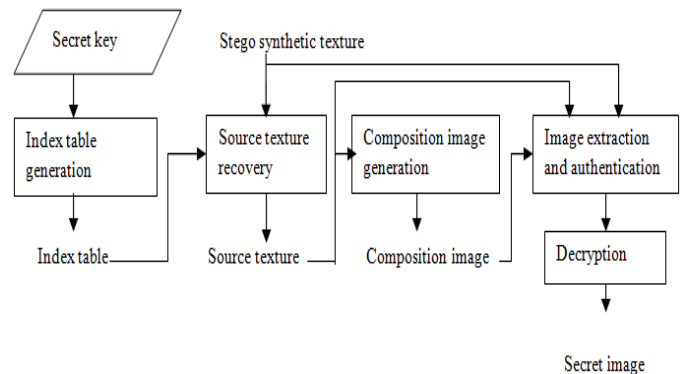 Secret key
Stego synthetic texture
Index table
generation
Source texture
recovery
Composition image
generation
Image extraction
and authentication
Index table
Source texture
Composition image
Decryption
Secret image